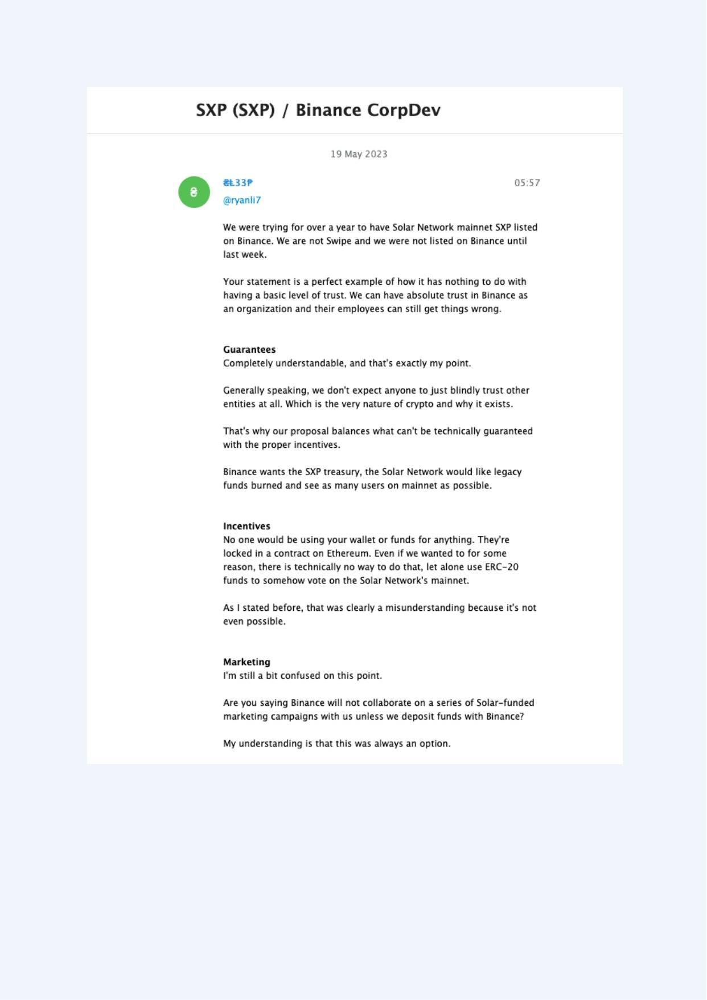 SXP (SXP) / Binance CorpDev
19 May 2023
₴Ł33₱ 05:57
@ryanli7
We were trying for over a year to have Solar Network mainnet SXP listed
on Binance. We are not Swipe and we were not listed on Binance until
last week.
Your statement is a perfect example of how it has nothing to do with
having a basic level of trust. We can have absolute trust in Binance as
an organization and their employees can still get things wrong.
Guarantees
Completely understandable, and that's exactly my point.
Generally speaking, we don't expect anyone to just blindly trust other
entities at all. Which is the very nature of crypto and why it exists.
That's why our proposal balances what can't be technically guaranteed
with the proper incentives.
Binance wants the SXP treasury, the Solar Network would like legacy
funds burned and see as many users on mainnet as possible.
Incentives
No one would be using your wallet or funds for anything. They're
locked in a contract on Ethereum. Even if we wanted to for some
reason, there is technically no way to do that, let alone use ERC-20
funds to somehow vote on the Solar Network's mainnet.
As I stated before, that was clearly a misunderstanding because it's not
even possible.
Marketing
I'm still a bit confused on this point.
Are you saying Binance will not collaborate on a series of Solar-funded
marketing campaigns with us unless we deposit funds with Binance?
My understanding is that this was always an option.